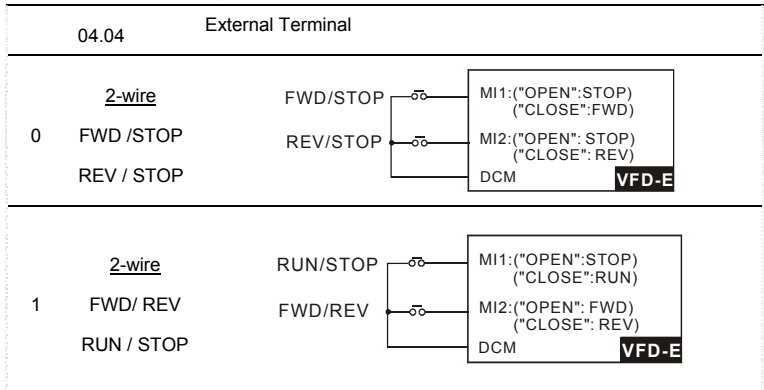 04.04 External Terminal
2-wire
0 FWD /STOP
REV / STOP
FWD/STOP
REV/STOP
MI1:("OPEN":STOP)
("CLOSE":FWD)
MI2:("OPEN": STOP)
("CLOSE": REV)
DCM
VFD-E
2-wire
1 FWD/ REV
RUN / STOP
RUN/STOP
FWD/REV
MI1:("OPEN":STOP)
("CLOSE":RUN)
MI2:("OPEN": FWD)
("CLOSE": REV)
DCM
VFD-E